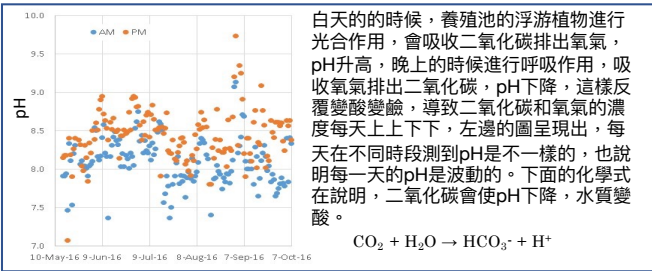 10.0
9.5
9.0
8.5
8.0
7.5
7.0
pH
AM PM
10-May-16 9-Jun-16 9-Jul-16 8-Aug-16 7-Sep-16 7-Oct-16
白天的的時候，養殖池的浮游植物進行
光合作用，會吸收二氧化碳排出氧氣，
pH升高，晚上的時候進行呼吸作用，吸
收氧氣排出二氧化碳，pH下降，這樣反
覆變酸變鹼，導致二氧化碳和氧氣的濃
度每天上上下下，左邊的圖呈現出，每
天在不同時段測到pH是不一樣的，也說
明每一天的pH是波動的。下面的化學式
在說明，二氧化碳會使pH下降，水質變
酸。
CO₂ + H₂O → HCO₃⁻ + H⁺